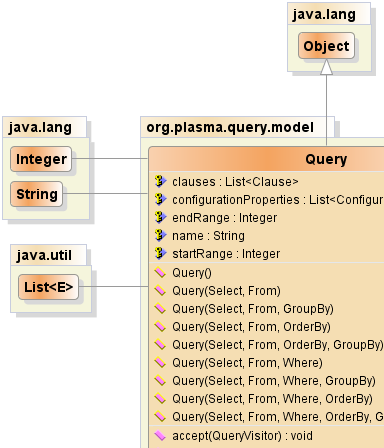 java.lang
Object
java.lang
Integer
String
java.util
List<E>
org.plasma.query.model
Query
clauses : List<Clause>
configurationProperties : List<Configur
endRange : Integer
name : String
startRange : Integer
Query()
Query(Select, From)
Query(Select, From, GroupBy)
Query(Select, From, OrderBy)
Query(Select, From, OrderBy, GroupBy)
Query(Select, From, Where)
Query(Select, From, Where, GroupBy)
Query(Select, From, Where, OrderBy)
Query(Select, From, Where, OrderBy, G
accept(QueryVisitor) : void